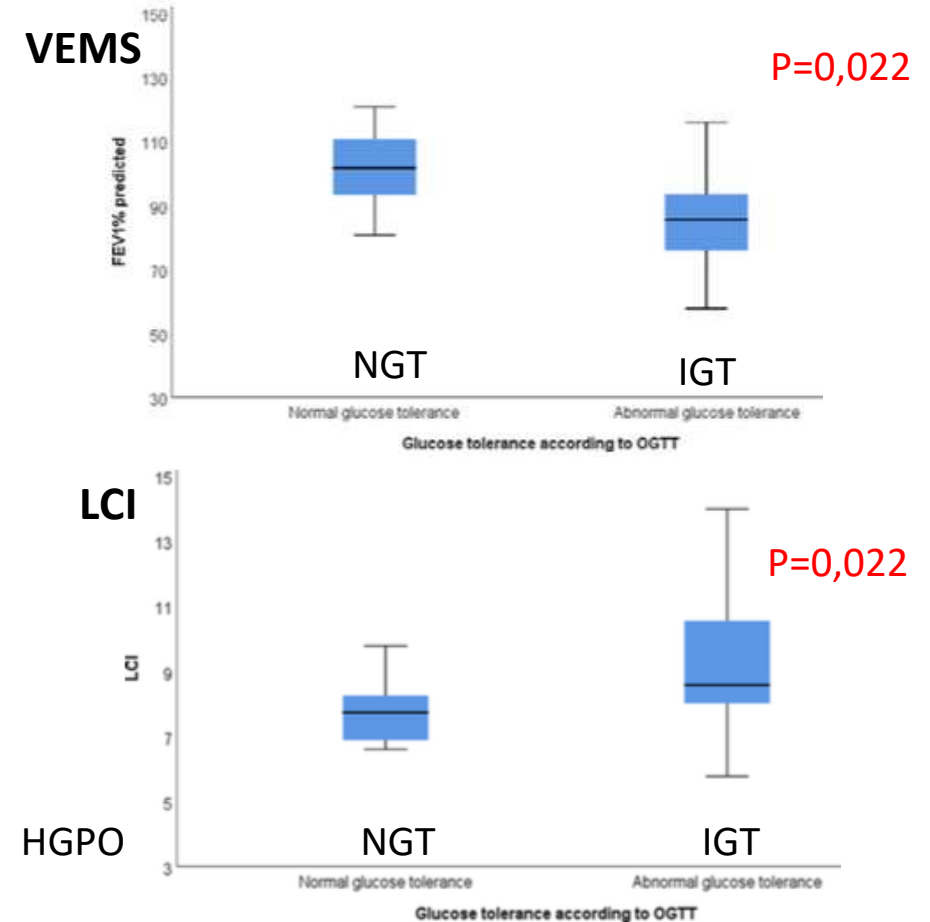 VEMS
P=0,022
150
130
110
90
70
50
30
FEV1% predicted
NGT
IGT
Normal glucose tolerance
Abnormal glucose tolerance
Glucose tolerance according to OGTT
LCI
P=0,022
15
13
11
9
7
5
3
LCI
HGPO
NGT
IGT
Normal glucose tolerance
Abnormal glucose tolerance
Glucose tolerance according to OGTT